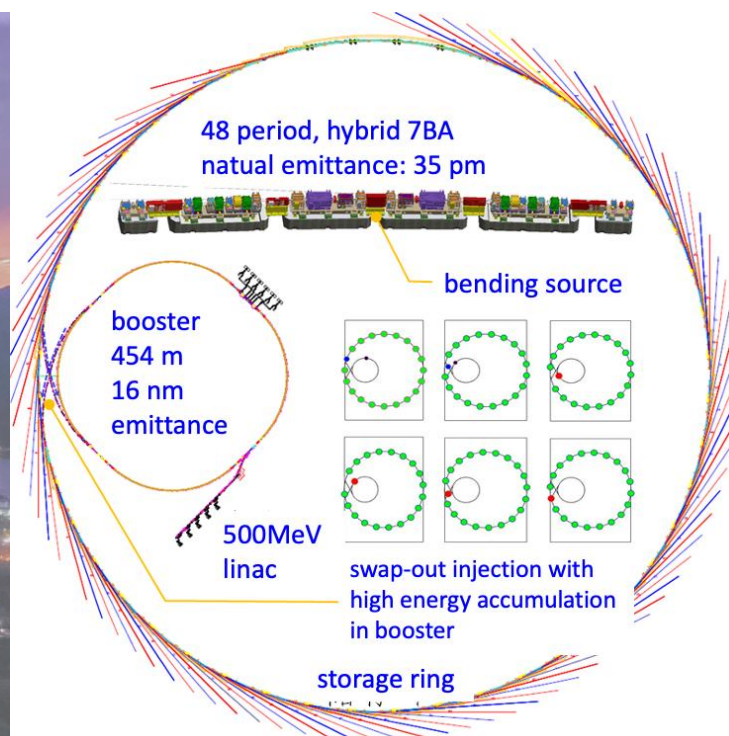 48 period, hybrid 7BA
natual emittance: 35 pm
bending source
booster
454 m
16 nm
emittance
500MeV
linac
swap-out injection with
high energy accumulation
in booster
storage ring